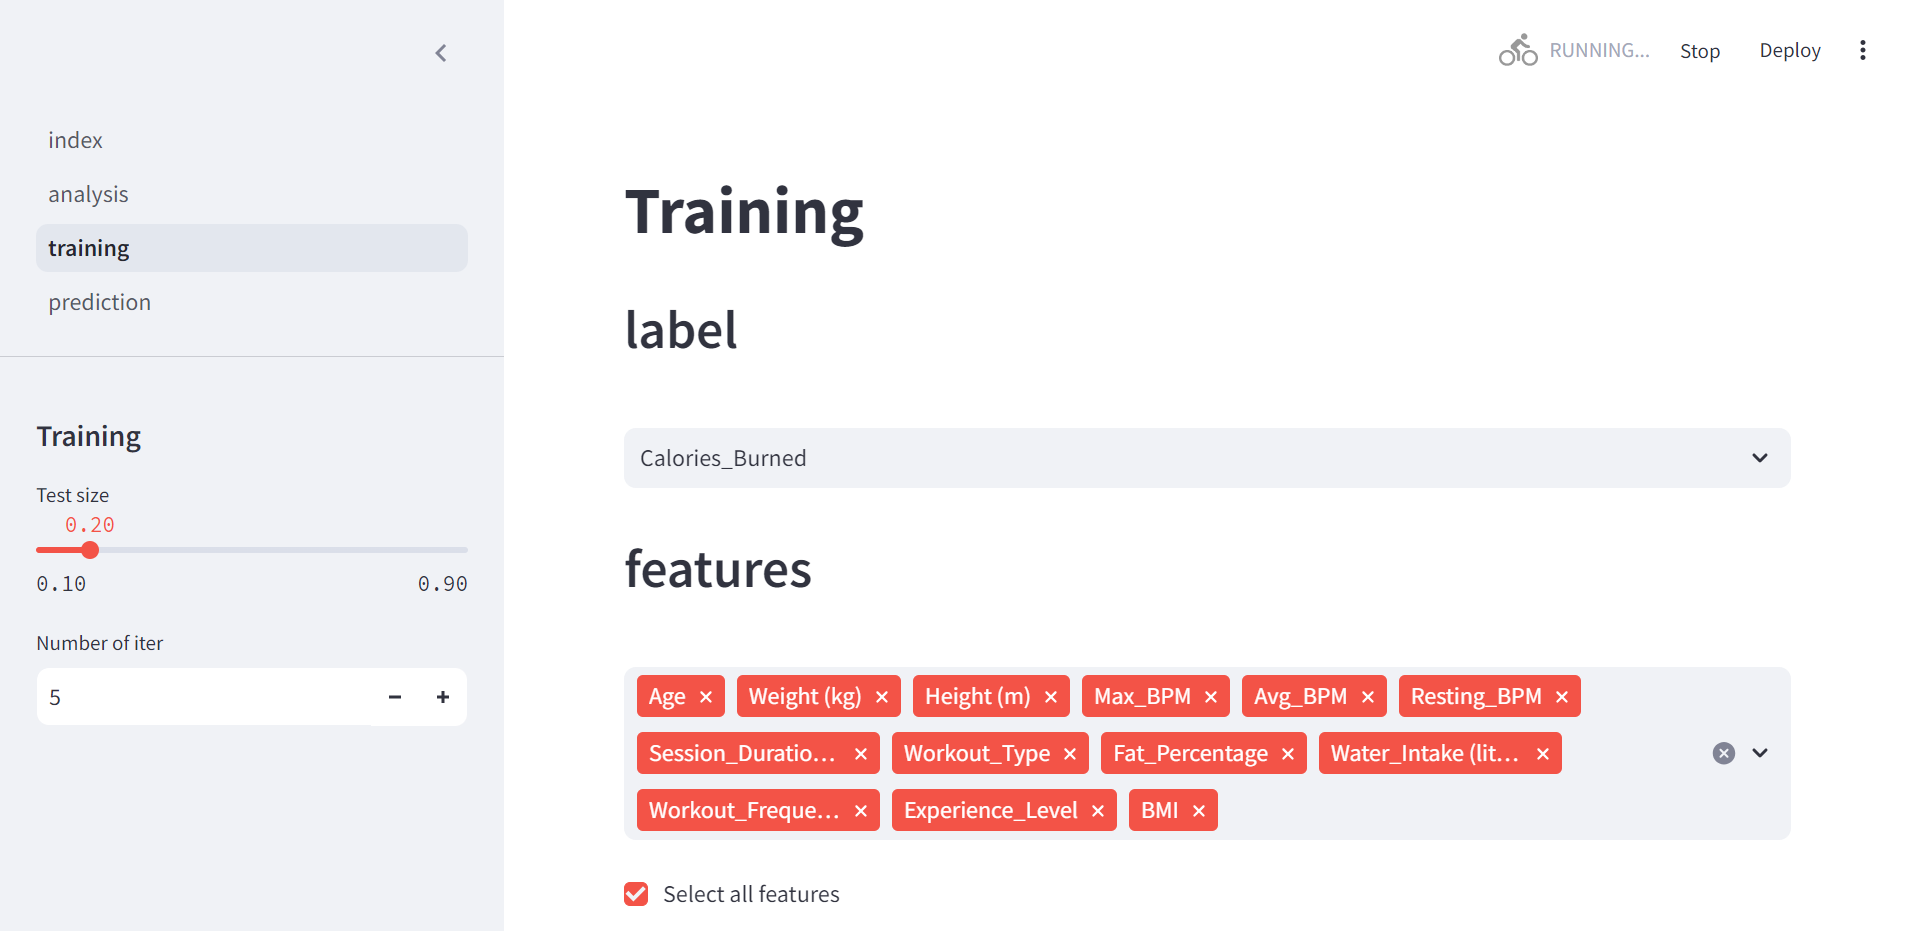 RUNNING...
Stop
Deploy
index
analysis
training
prediction
Training
Test size
0.20
0.10
0.90
Number of iter
5
Training
label
Calories_Burned
features
Age
Weight (kg)
Height (m)
Max_BPM
Avg_BPM
Resting_BPM
Session_Duratio...
Workout_Type
Fat_Percentage
Water_Intake (lit...
Workout_Freque...
Experience_Level
BMI
Select all features